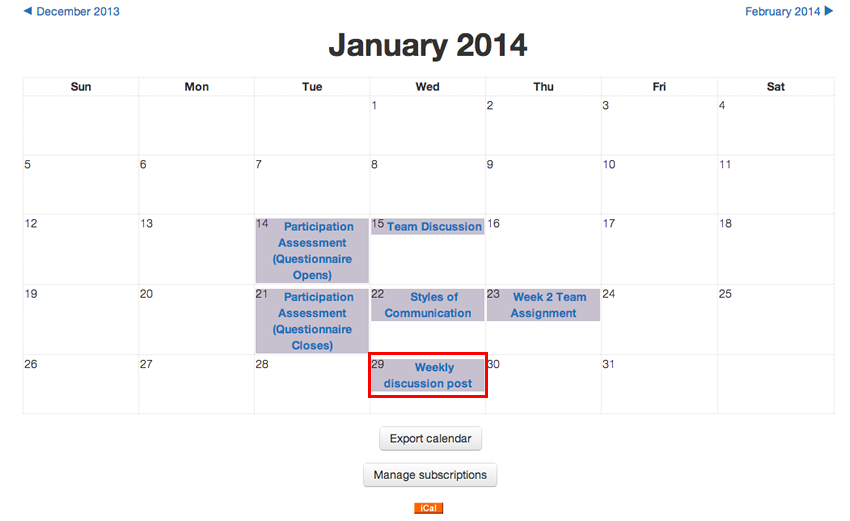 December 2013
February 2014
January 2014
Sun Mon Tue Wed Thu Fri Sat
1 2 3 4
5 6 7 8 9 10 11
12 13 14 Participation Assessment (Questionnaire Opens) 15 Team Discussion 16 17 18
19 20 21 Participation Assessment (Questionnaire Closes) 22 Styles of Communication 23 Week 2 Team Assignment 24 25
26 27 28 29 Weekly discussion post 30 31
Export calendar
Manage subscriptions
iCal